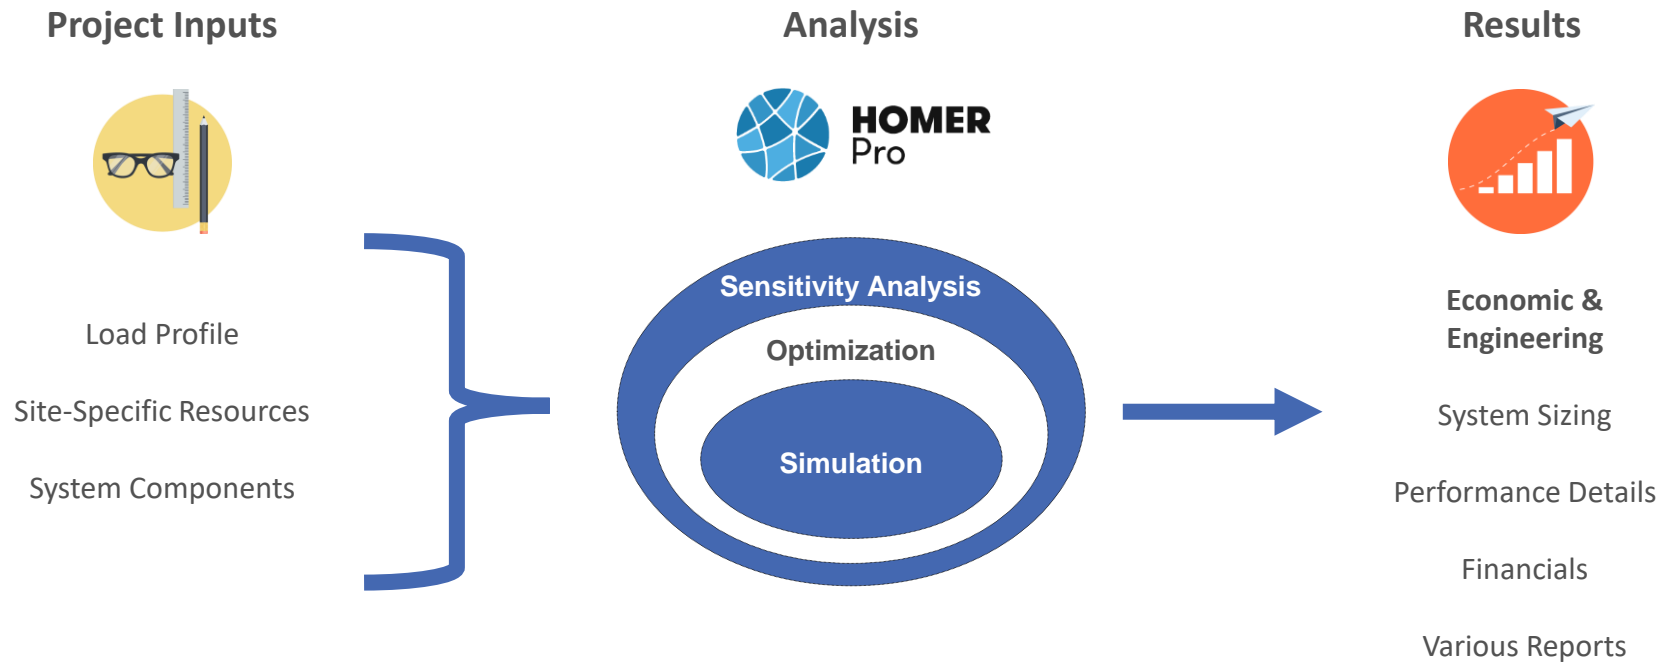 Project Inputs
Analysis
Results
HOMER
Pro
Load Profile
Site-Specific Resources
System Components
Sensitivity Analysis
Optimization
Simulation
Economic &
Engineering
System Sizing
Performance Details
Financials
Various Reports